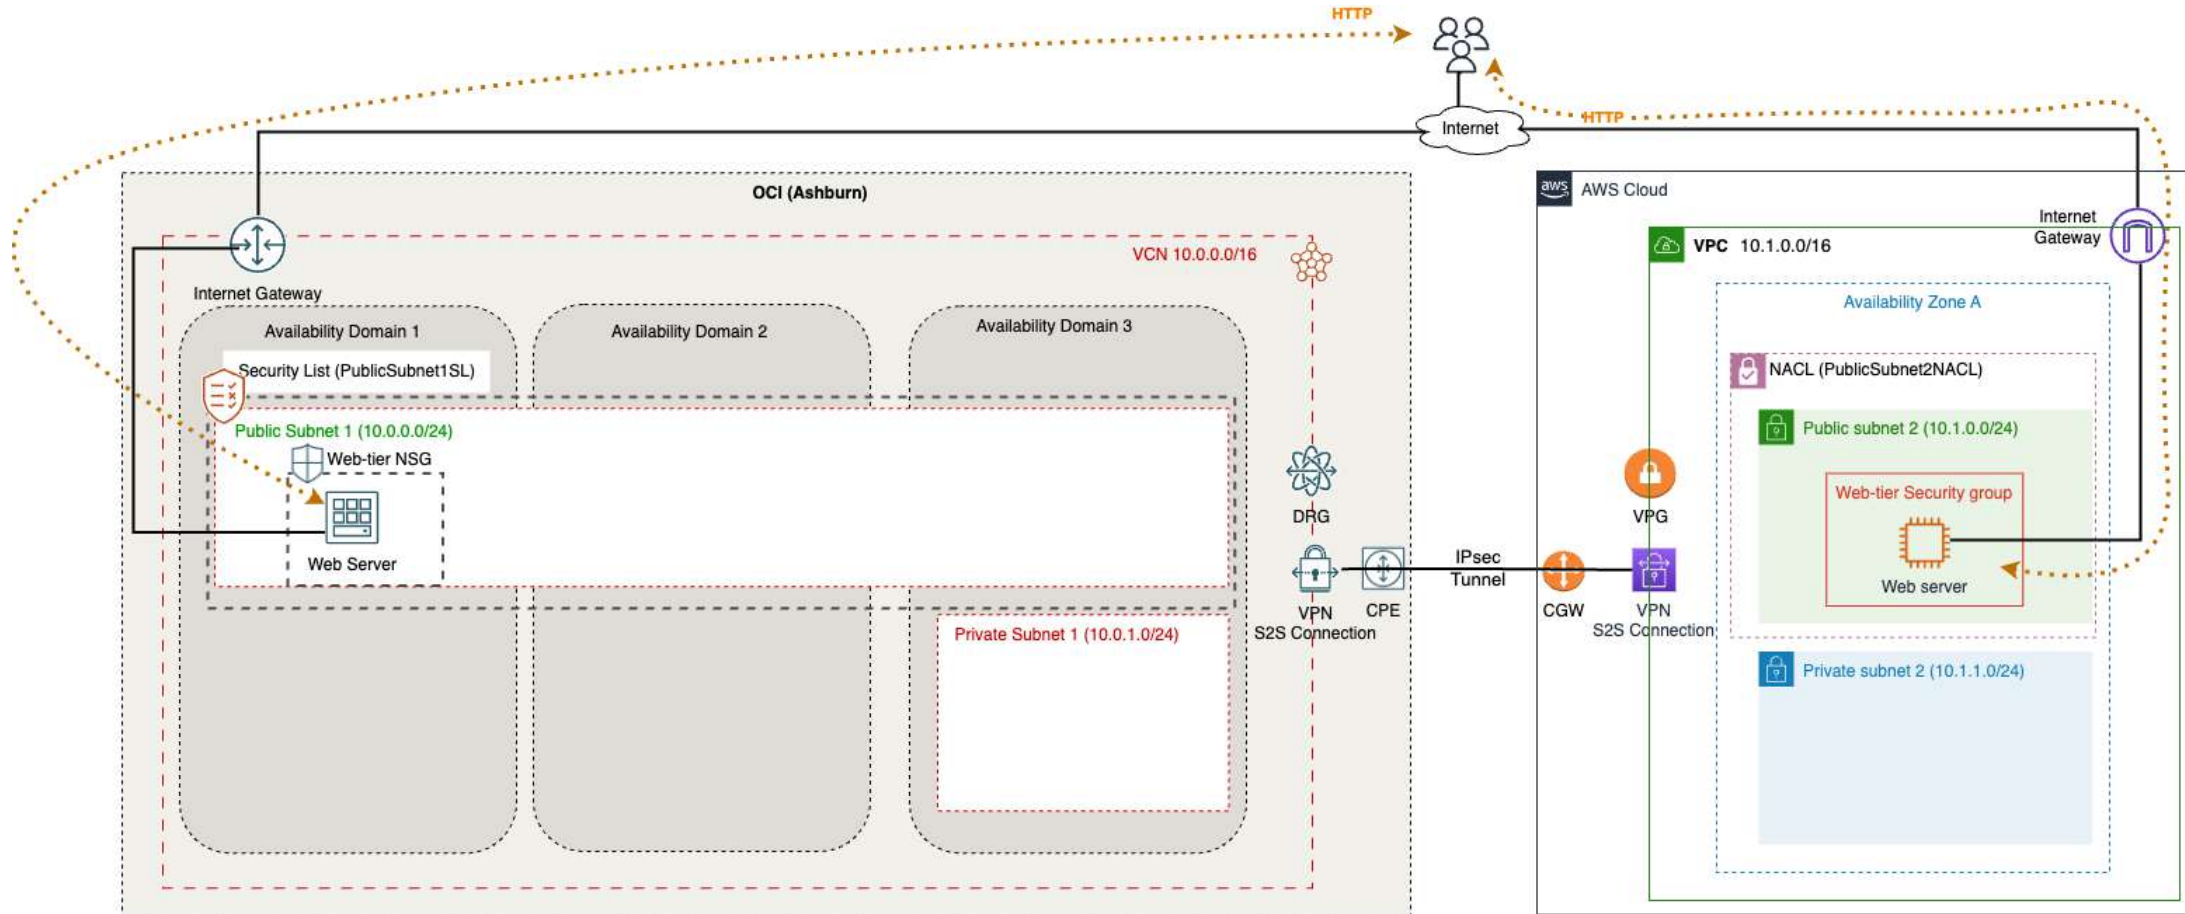 HTTP
HTTP
Internet
OCI (Ashburn)
aws
AWS Cloud
VCN 10.0.0.0/16
Internet Gateway
Internet
Gateway
VPC 10.1.0.0/16
Availability Domain 1
Availability Domain 2
Availability Domain 3
Availability Zone A
Security List (PublicSubnet1SL)
NACL (PublicSubnet2NACL)
Public Subnet 1 (10.0.0.0/24)
Public subnet 2 (10.1.0.0/24)
Web-tier NSG
Web-tier Security group
Web Server
Web server
DRG
VPG
IPsec
Tunnel
VPN
S2S Connection
CPE
CGW
VPN
S2S Connection
Private Subnet 1 (10.0.1.0/24)
Private subnet 2 (10.1.1.0/24)